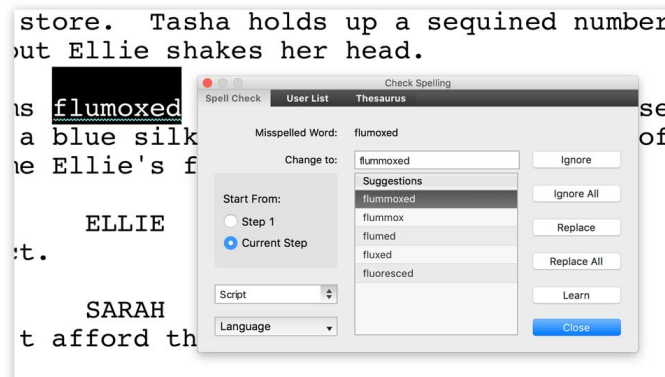 store. Tasha holds up a sequined number
but Ellie shakes her head.
flumoxed
a blue silk
Ellie's
ELLIE
SARAH
afford
Check Spelling
Spell Check User List Thesaurus
Misspelled Word: flumoxed
Change to: flummoxed Ignore
Suggestions
flummoxed Ignore All
flummox
flumed Replace
fluxed
fluoresced Replace All
Start From:
Step 1
Current Step
Script Learn
Language Close